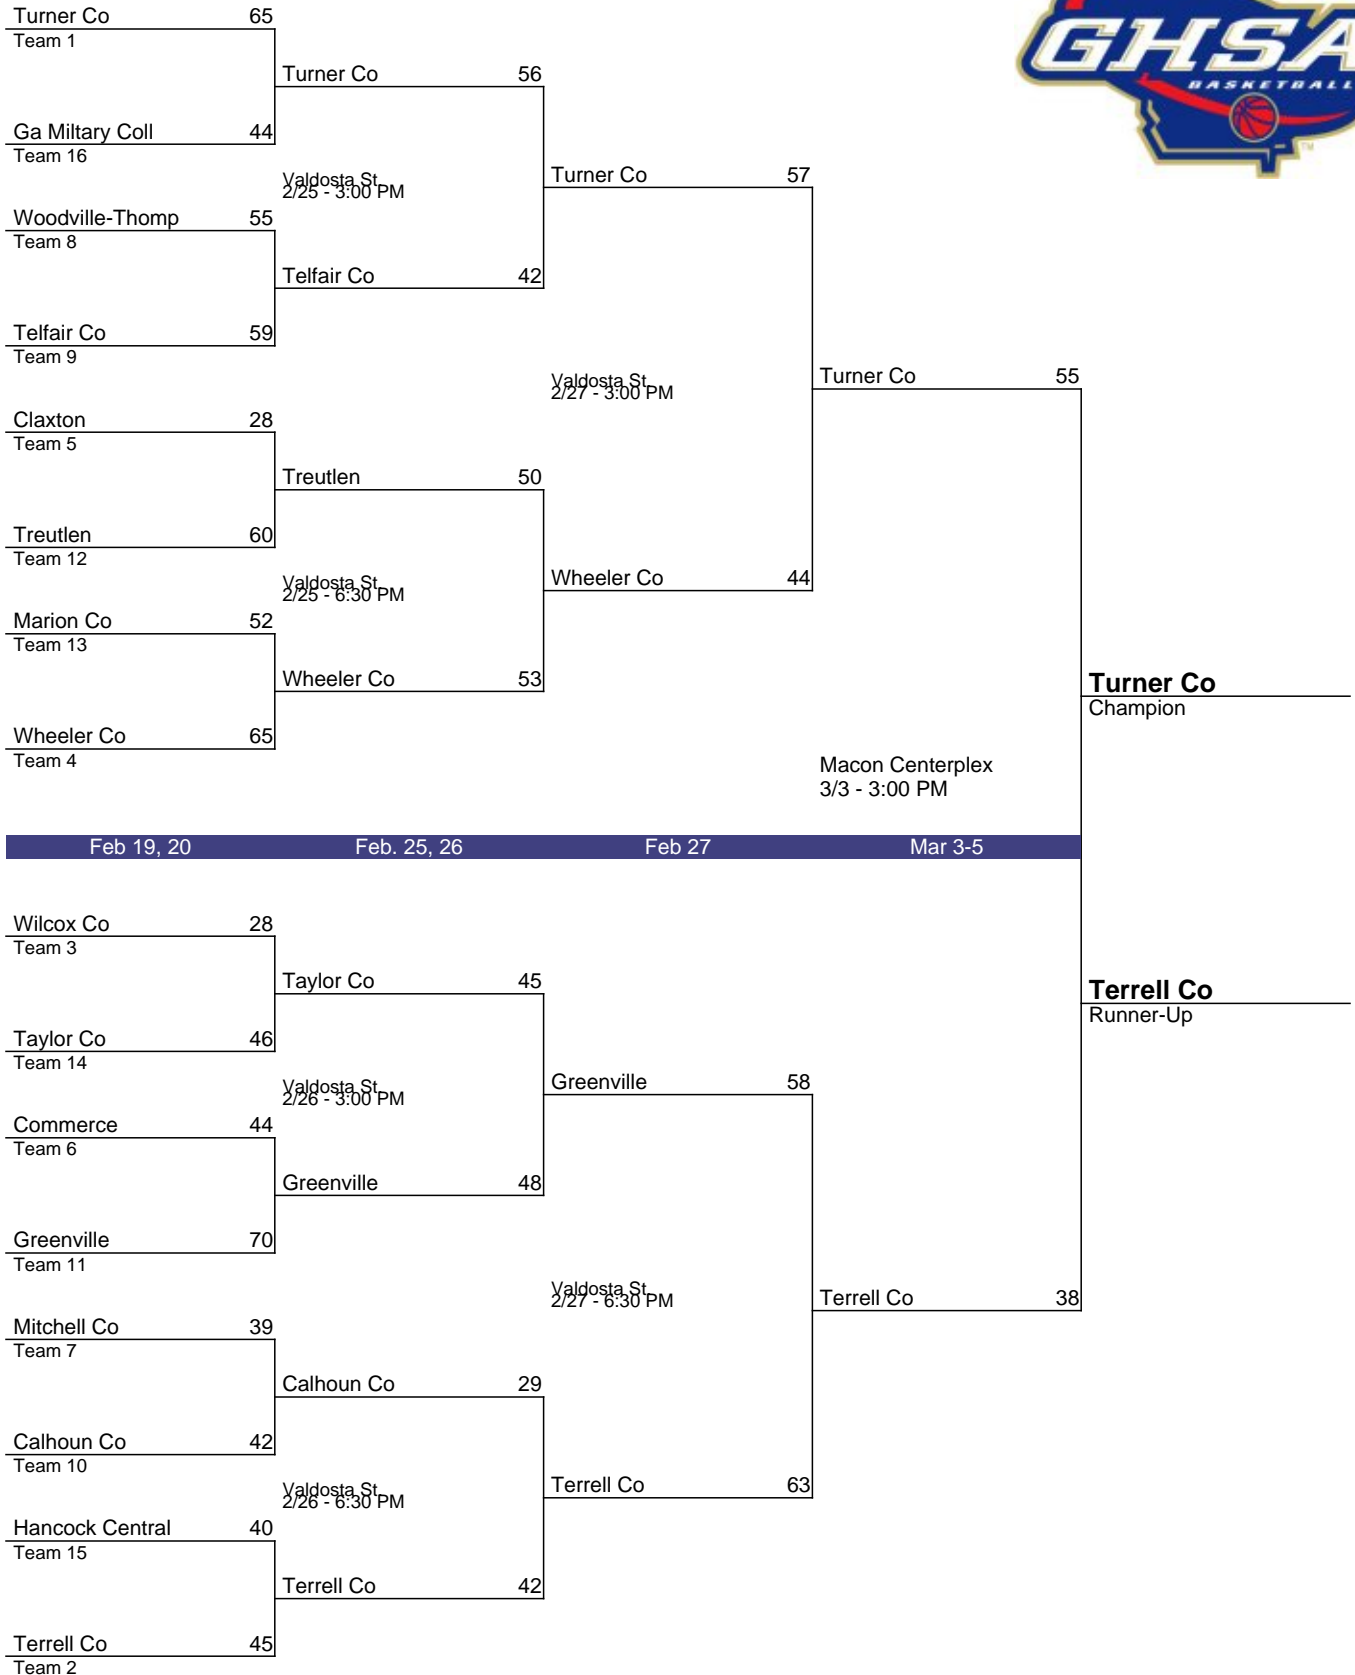 GHSA
BASKETBALL
TM
Turner Co 65
Team 1
Turner Co 56
Ga Miltary Coll 44
Team 16
Valdosta St.
2/25 - 3:00 PM
Turner Co 57
Woodville-Thomp 55
Team 8
Telfair Co 42
Telfair Co 59
Team 9
Valdosta St.
2/27 - 3:00 PM
Turner Co 55
Claxton 28
Team 5
Treutlen 50
Treutlen 60
Team 12
Valdosta St.
2/25 - 6:30 PM
Wheeler Co 44
Marion Co 52
Team 13
Wheeler Co 53
Turner Co
Champion
Wheeler Co 65
Team 4
Macon Centerplex
3/3 - 3:00 PM
Feb 19, 20 Feb. 25, 26 Feb 27 Mar 3-5
Wilcox Co 28
Team 3
Taylor Co 45
Terrell Co
Runner-Up
Taylor Co 46
Team 14
Valdosta St.
2/26 - 3:00 PM
Greenville 58
Commerce 44
Team 6
Greenville 48
Greenville 70
Team 11
Valdosta St.
2/27 - 6:30 PM
Terrell Co 38
Mitchell Co 39
Team 7
Calhoun Co 29
Calhoun Co 42
Team 10
Valdosta St.
2/26 - 6:30 PM
Terrell Co 63
Hancock Central 40
Team 15
Terrell Co 42
Terrell Co 45
Team 2